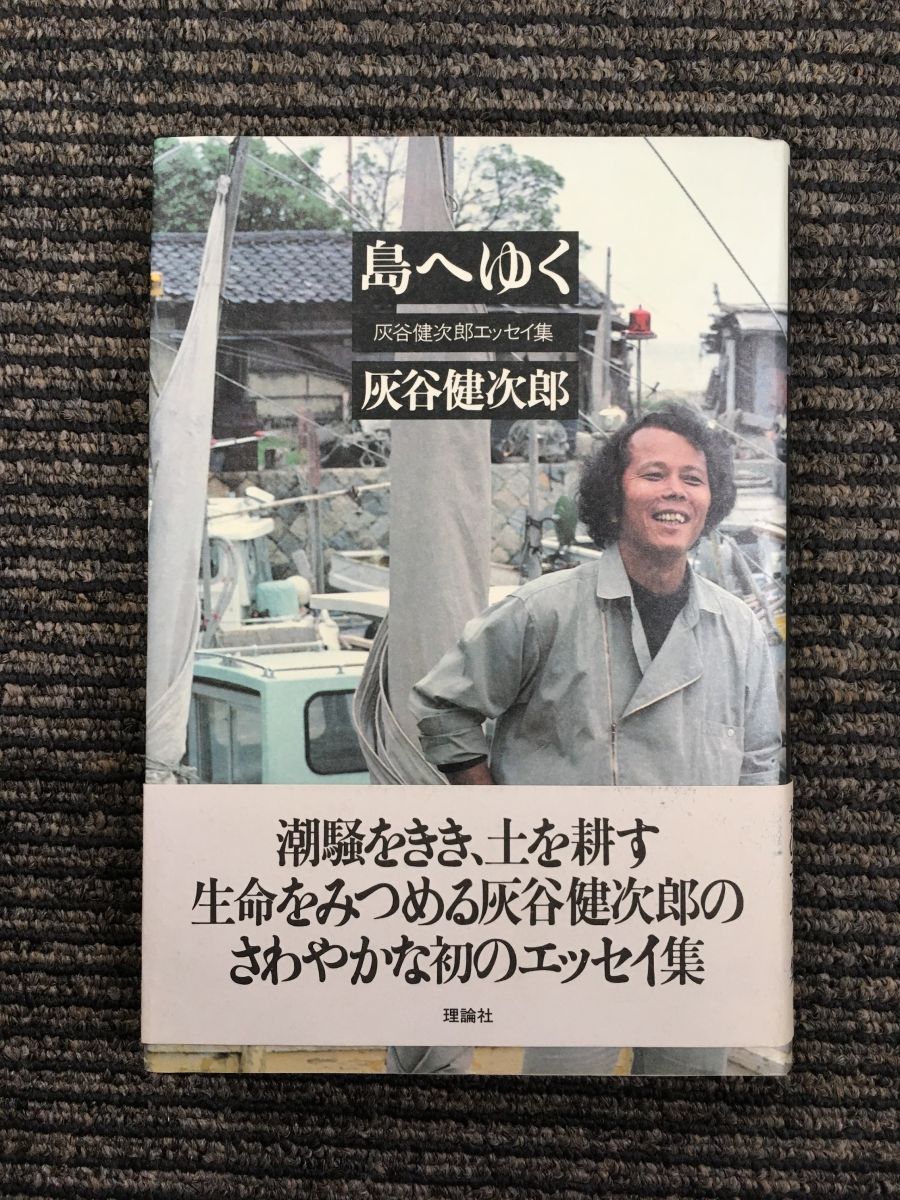 島へゆく
灰谷健次郎エッセイ集
灰谷健次郎
潮騒をきき、土を耕す
生命をみつめる灰谷健次郎の
さわやかな初のエッセイ集
理論社